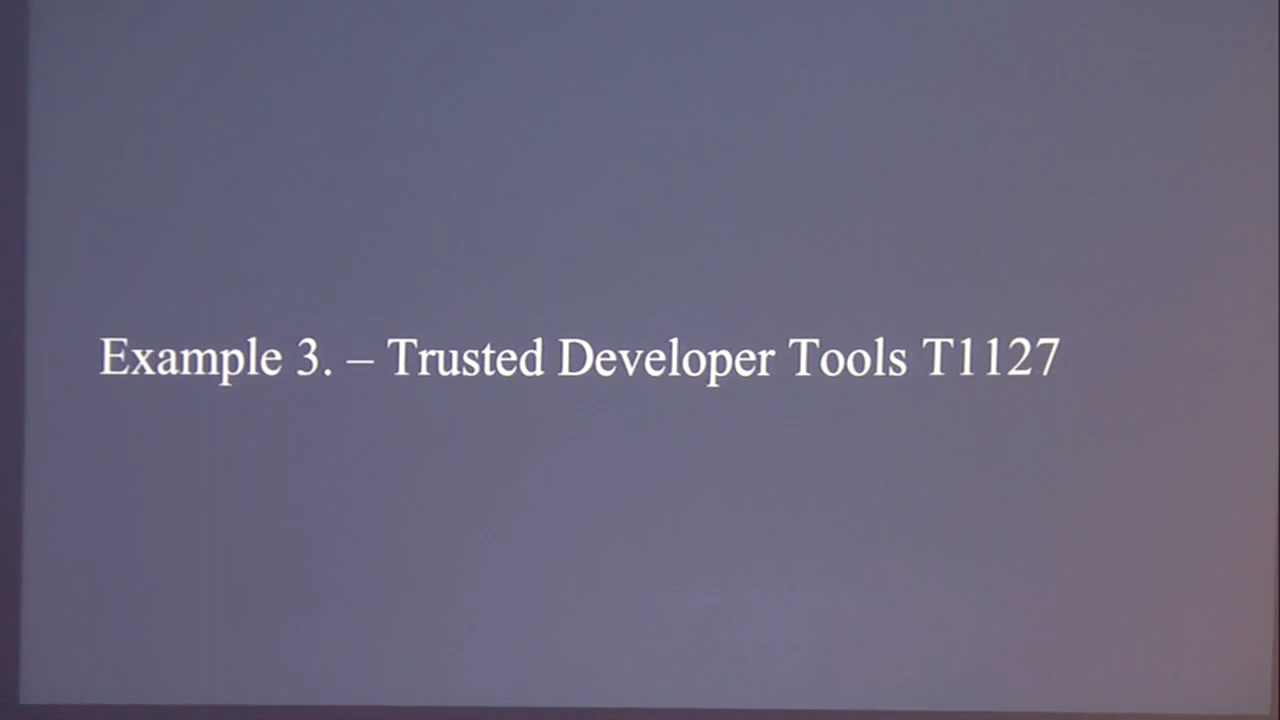 Example 3. – Trusted Developer Tools T1127